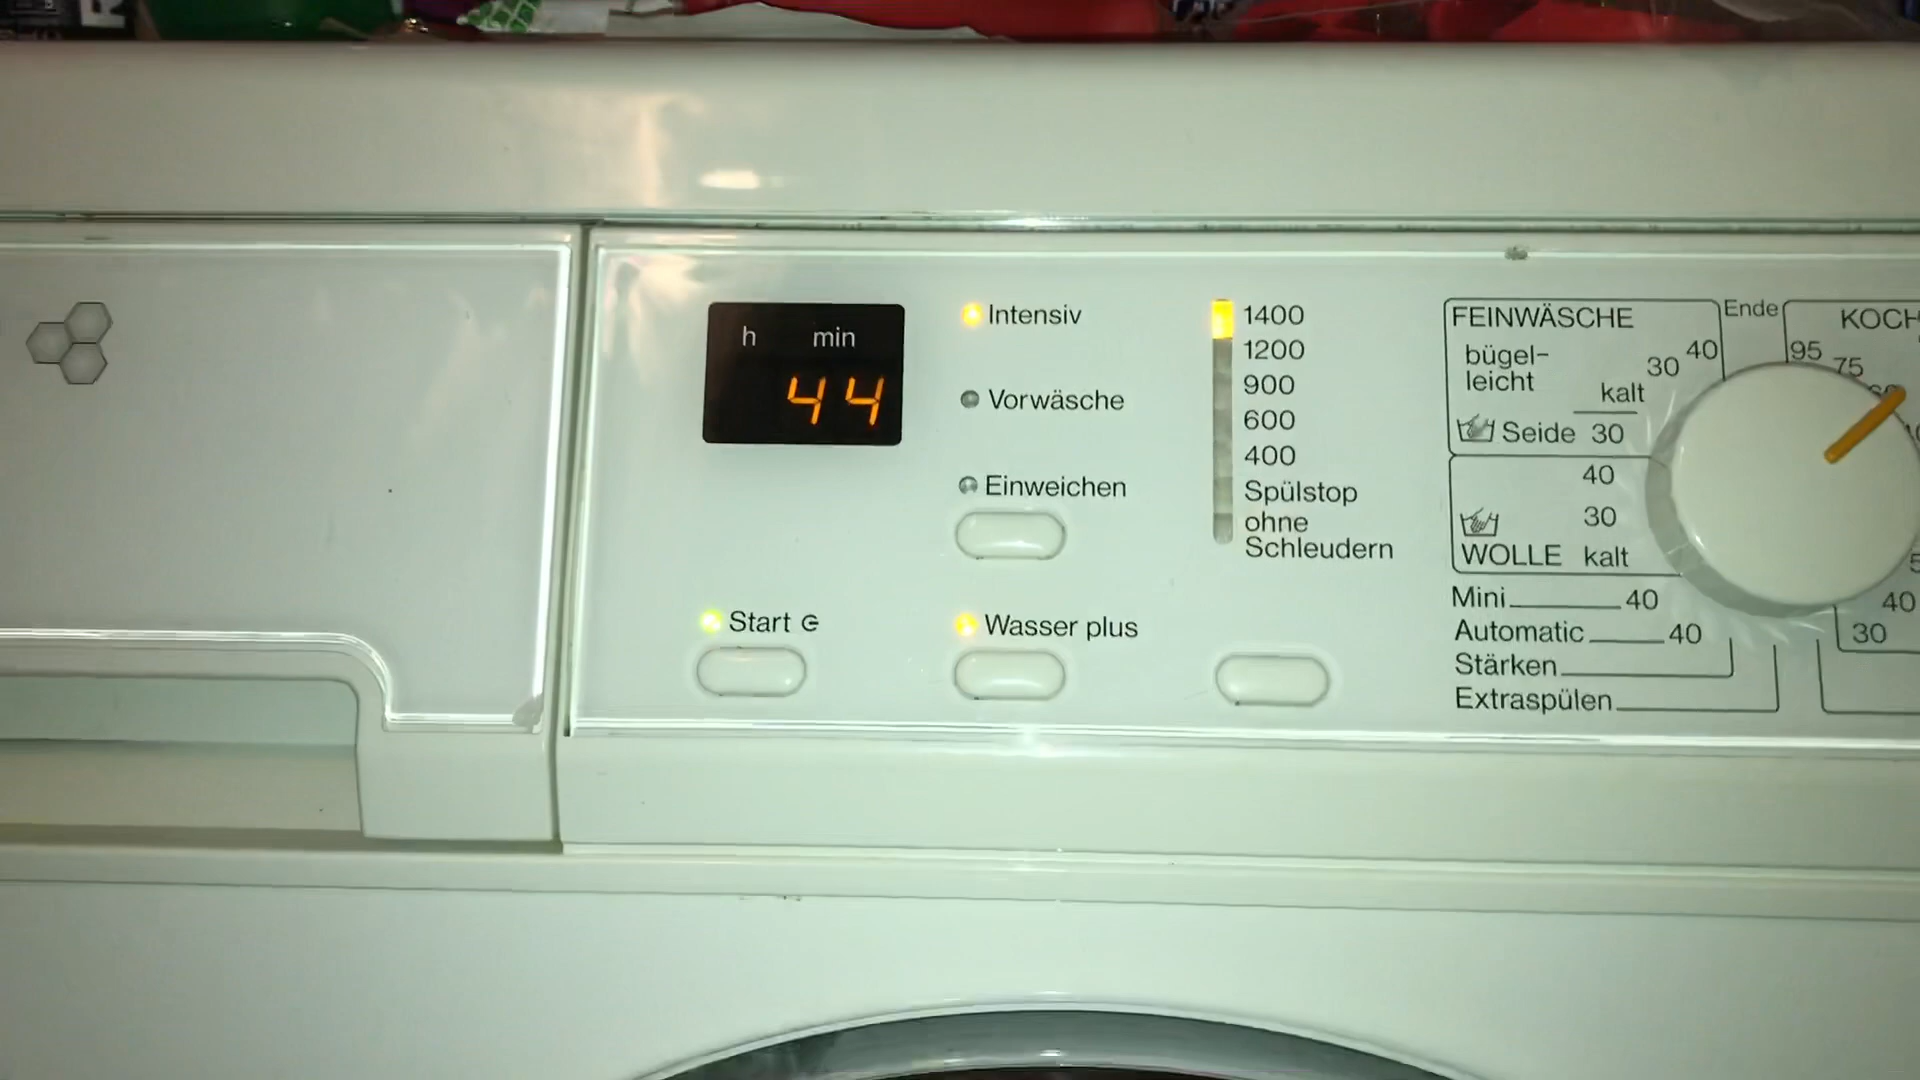 h min
44
Intensiv
Vorwäsche
Einweichen
Start
Wasser plus
1400
1200
900
600
400
Spülstop
ohne
Schleudern
FEINWÄSCHE
bügel-
leicht
kalt 30 40
Seide 30
40
30
WOLLE kalt
Mini 40
Automatic 40
Stärken
Extraspülen
Ende
KOCH
95 75
40
30